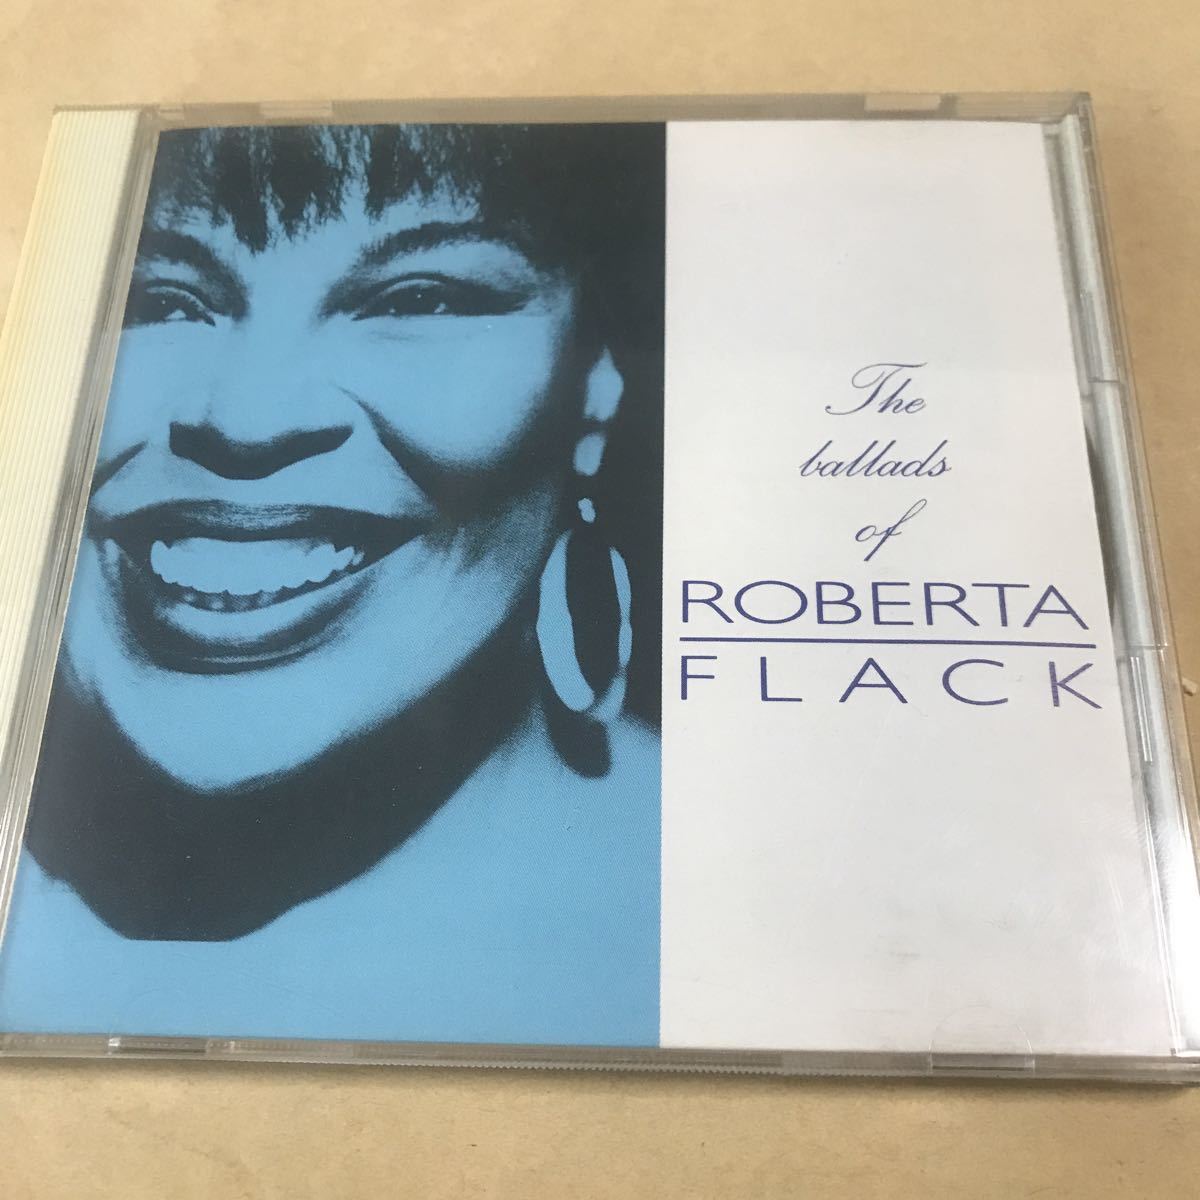 The
ballads
of
ROBERTA
FLACK